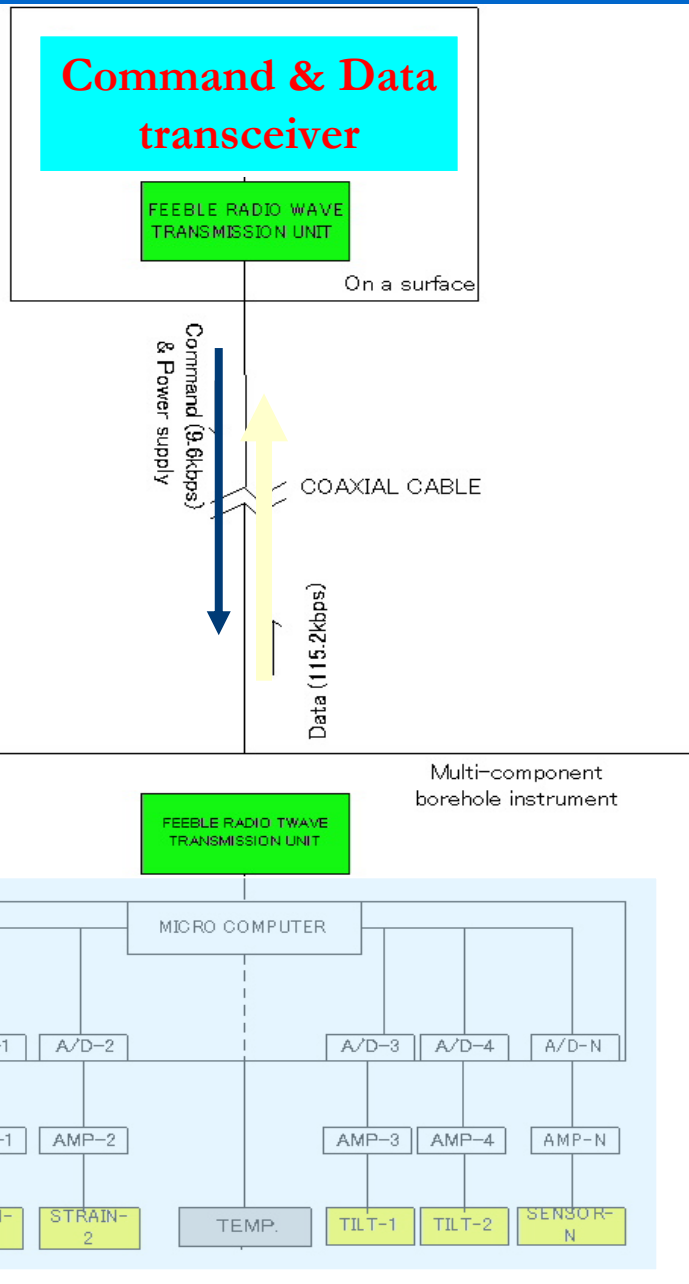 Command & Data
transceiver
FEEBLE RADIO WAVE
TRANSMISSION UNIT
On a surface
Command (9.6kbps)
& Power supply
COAXIAL CABLE
Data (115.2kbps)
Multi-component
borehole instrument
FEEBLE RADIO TWAVE
TRANSMISSION UNIT
MICRO COMPUTER
-1 A/D-2 A/D-3 A/D-4 A/D-N
-1 AMP-2 AMP-3 AMP-4 AMP-N
STRAIN-
2
TEMP.
TILT-1
TILT-2
SENSOR-
N